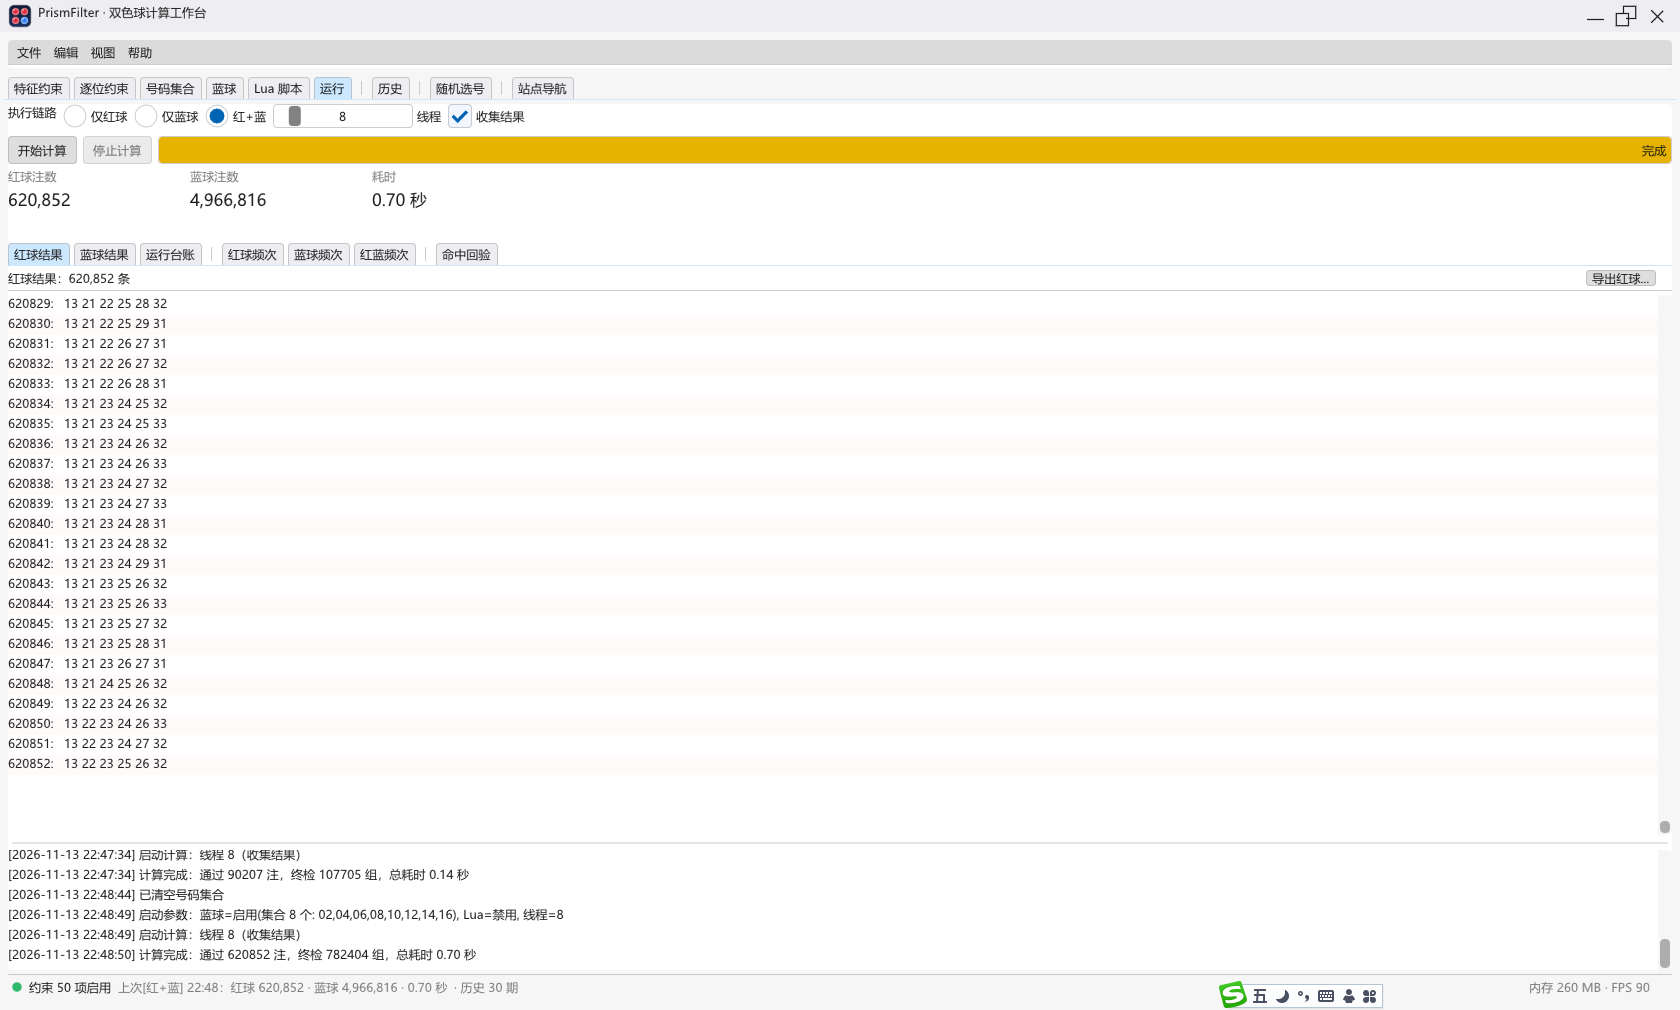 PrismFilter · 双色球计算工作台
文件 编辑 视图 帮助
特征约束 逐位约束 号码集合 蓝球 Lua 脚本 运行 历史 随机选号 站点导航
执行链路 仅红球 仅蓝球 红+蓝 8 线程 收集结果
开始计算 停止计算 完成
红球注数 蓝球注数 耗时
620,852 4,966,816 0.70 秒
红球结果 蓝球结果 运行台账 红球频次 蓝球频次 红蓝频次 命中回验
红球结果：620,852 条 导出红球...
620829: 13 21 22 25 28 32
620830: 13 21 22 25 29 31
620831: 13 21 22 26 27 31
620832: 13 21 22 26 27 32
620833: 13 21 22 26 28 31
620834: 13 21 23 24 25 32
620835: 13 21 23 24 25 33
620836: 13 21 23 24 26 32
620837: 13 21 23 24 26 33
620838: 13 21 23 24 27 32
620839: 13 21 23 24 27 33
620840: 13 21 23 24 28 31
620841: 13 21 23 24 28 32
620842: 13 21 23 24 29 31
620843: 13 21 23 25 26 32
620844: 13 21 23 25 26 33
620845: 13 21 23 25 27 32
620846: 13 21 23 25 28 31
620847: 13 21 23 26 27 31
620848: 13 21 24 25 26 32
620849: 13 22 23 24 26 32
620850: 13 22 23 24 26 33
620851: 13 22 23 24 27 32
620852: 13 22 23 25 26 32
[2026-11-13 22:47:34] 启动计算：线程 8（收集结果）
[2026-11-13 22:47:34] 计算完成：通过 90207 注，终检 107705 组，总耗时 0.14 秒
[2026-11-13 22:48:44] 已清空号码集合
[2026-11-13 22:48:49] 启动参数：蓝球=启用(集合 8 个: 02,04,06,08,10,12,14,16), Lua=禁用, 线程=8
[2026-11-13 22:48:49] 启动计算：线程 8（收集结果）
[2026-11-13 22:48:50] 计算完成：通过 620852 注，终检 782404 组，总耗时 0.70 秒
约束 50 项启用 上次[红+蓝] 22:48：红球 620,852 · 蓝球 4,966,816 · 0.70 秒 · 历史 30 期 S 五 内存 260 MB · FPS 90